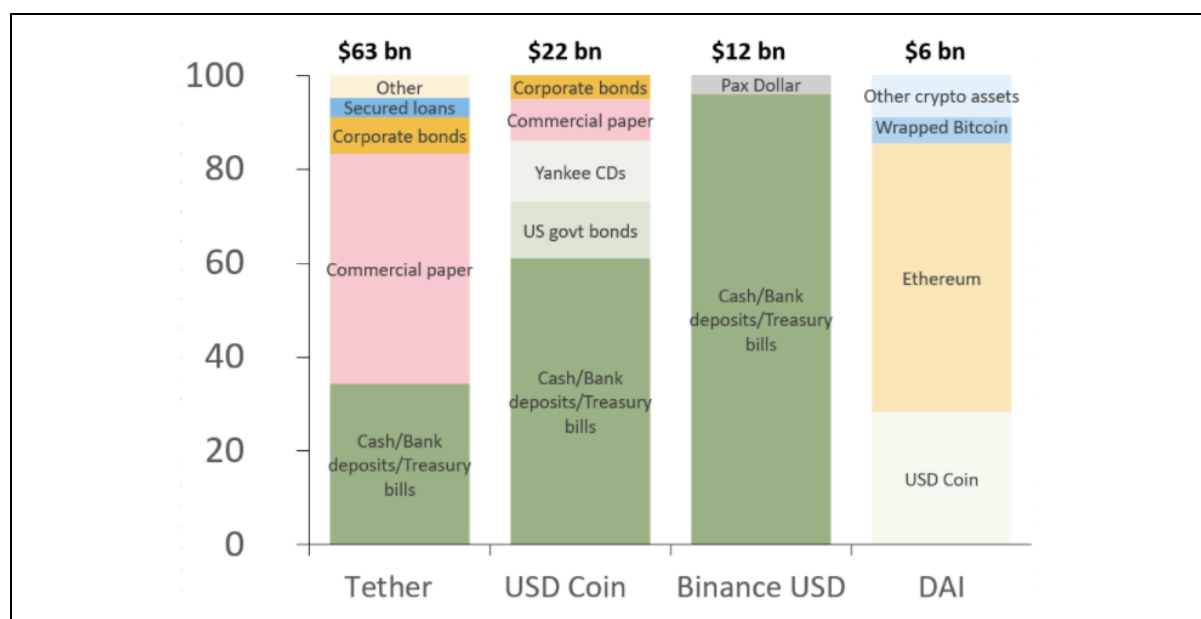 $63 bn $22 bn $12 bn $6 bn
100
80
60
40
20
0
Other
Secured loans
Corporate bonds
Commercial paper
Cash/Bank
deposits/Treasury
bills
Corporate bonds
Commercial paper
Yankee CDs
US govt bonds
Cash/Bank
deposits/Treasury
bills
Pax Dollar
Cash/Bank
deposits/Treasury
bills
Other crypto assets
Wrapped Bitcoin
Ethereum
USD Coin
Tether USD Coin Binance USD DAI